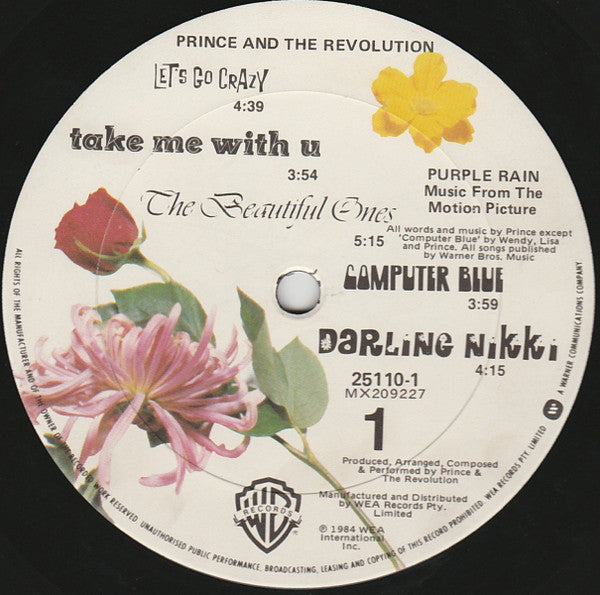 PRINCE AND THE REVOLUTION
LET'S GO CRAZY
4:39
take me with u
3:54
The Beautiful Ones
5:15
PURPLE RAIN
Music From The
Motion Picture
All words and music by Prince except
'Computer Blue' by Wendy, Lisa
and Prince. All songs published
by Warner Bros. Music
COMPUTER BLUE
3:59
DARLING NIKKI
4:15
25110-1
MX209227
1
Produced, Arranged, Composed
& Performed by Prince &
The Revolution
Manufactured and Distributed
by WEA Records Pty.
Limited
WB
RECORDS
℗ 1984 WEA
International
Inc.
ALL RIGHTS OF THE MANUFACTURER AND OF THE OWNER OF THE RECORDED WORK RESERVED. UNAUTHORISED PUBLIC PERFORMANCE, BROADCASTING, LEASING AND COPYING OF THIS RECORD PROHIBITED. WEA RECORDS PTY. LIMITED
A WARNER COMMUNICATIONS COMPANY